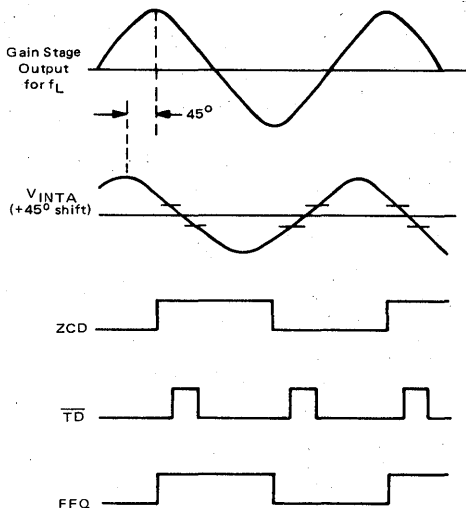 Gain Stage
Output
for fL
45°
VINTA
(+45° shift)
ZCD
TD
FFQ